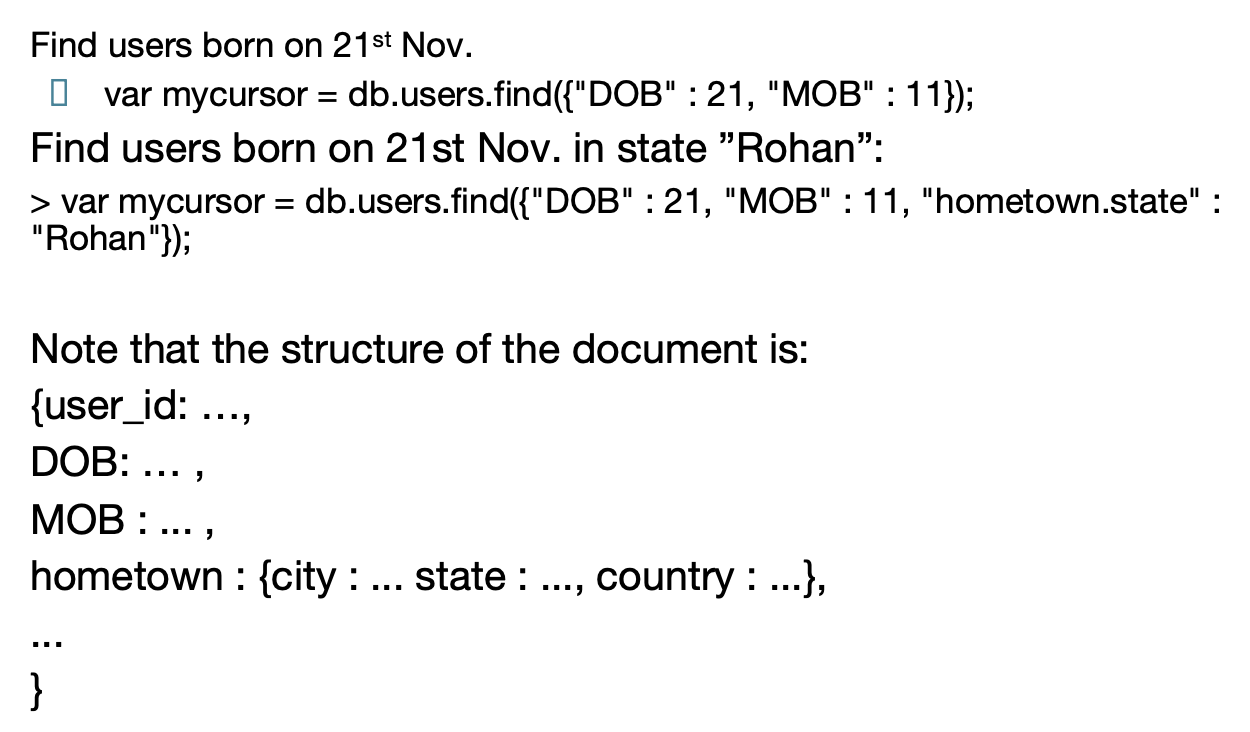 Find users born on 21st Nov.
var mycursor = db.users.find({"DOB" : 21, "MOB" : 11});
Find users born on 21st Nov. in state ”Rohan”:
> var mycursor = db.users.find({"DOB" : 21, "MOB" : 11, "hometown.state" :
"Rohan"});
Note that the structure of the document is:
{user_id: …,
DOB: … ,
MOB : ... ,
hometown : {city : ... state : ..., country : ...},
...
}